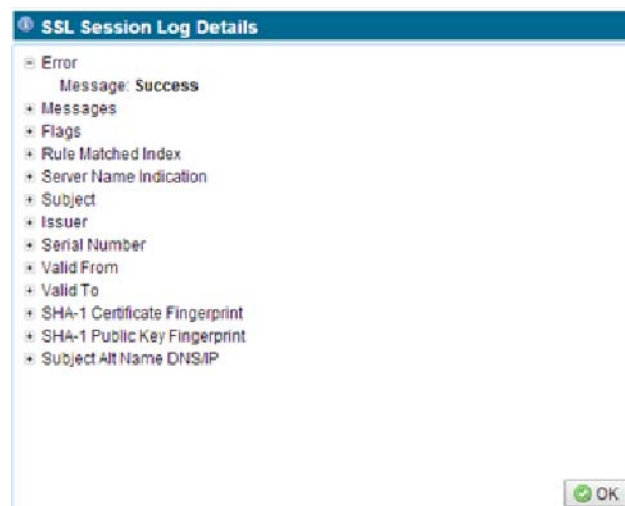 SSL Session Log Details
Error
Message: Success
Messages
Flags
Rule Matched Index
Server Name Indication
Subject
Issuer
Serial Number
Valid From
Valid To
SHA-1 Certificate Fingerprint
SHA-1 Public Key Fingerprint
Subject Alt Name DNS/IP
OK